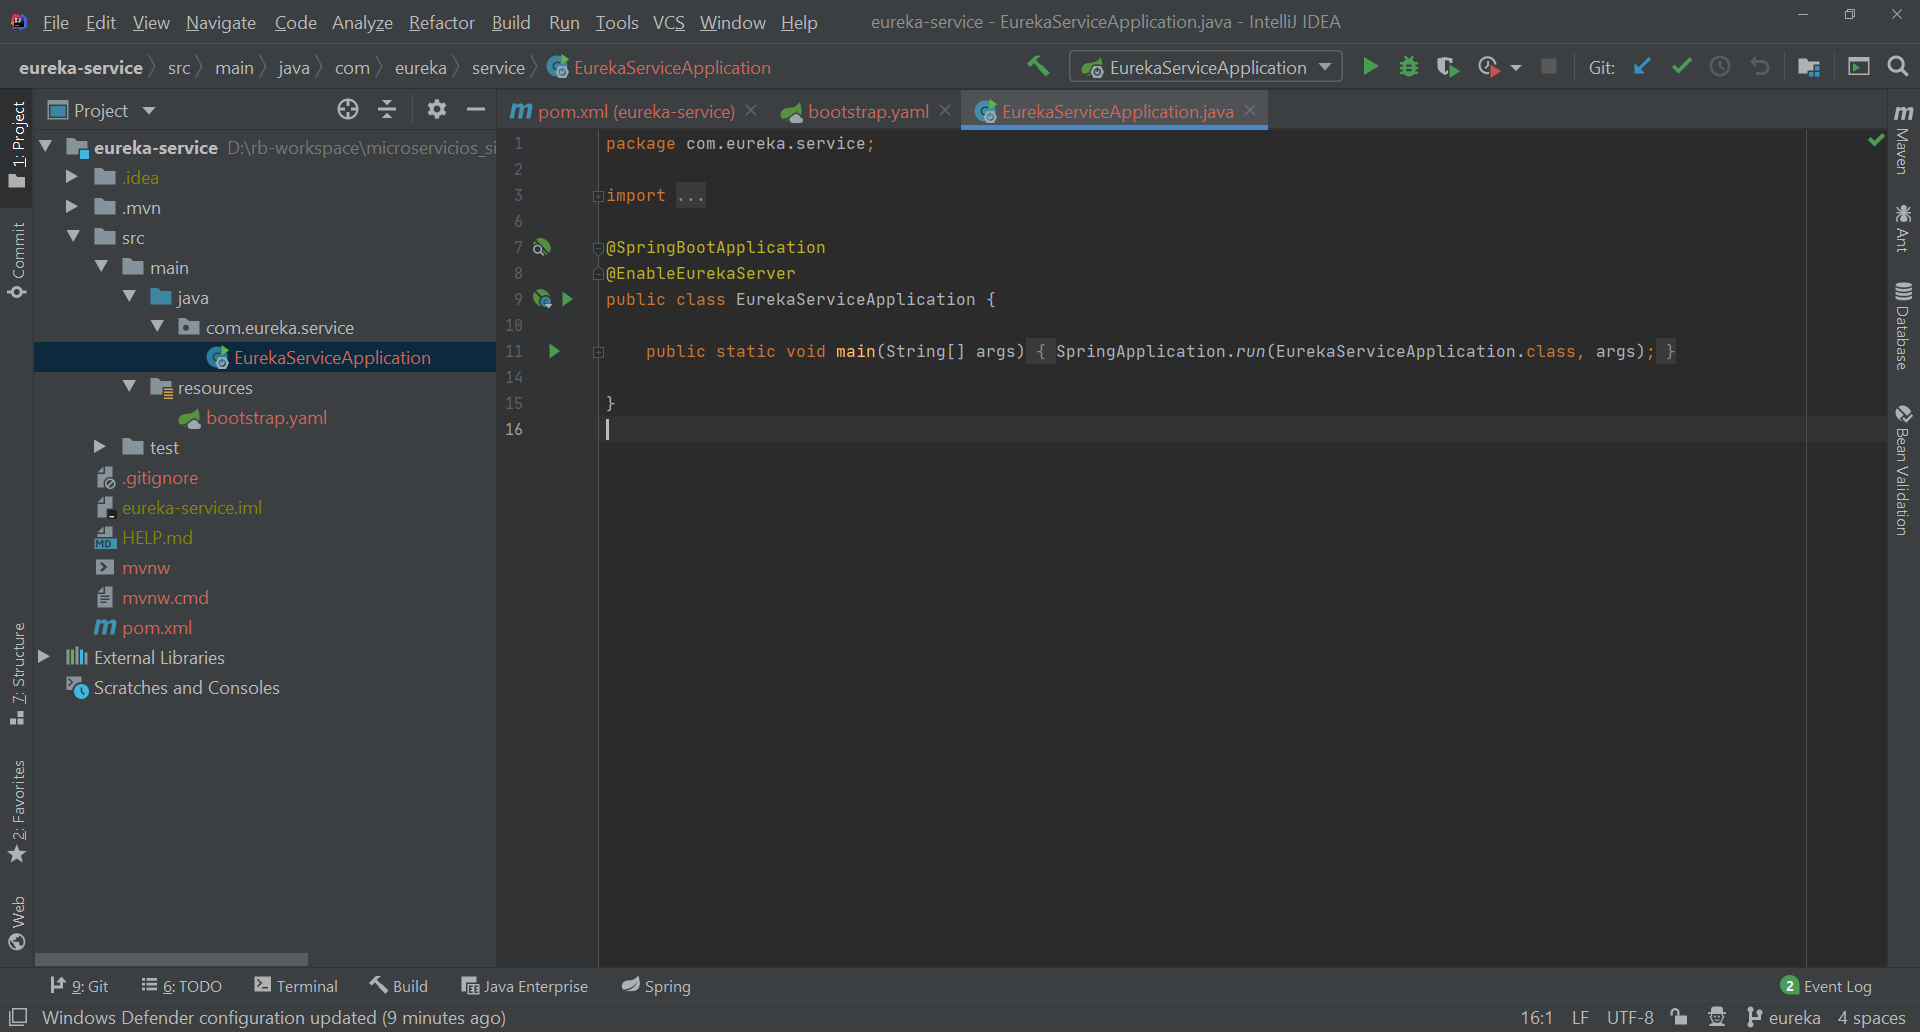 File Edit View Navigate Code Analyze Refactor Build Run Tools VCS Window Help eureka-service - EurekaServiceApplication.java - IntelliJ IDEA
eureka-service src main java com eureka service EurekaServiceApplication EurekaServiceApplication Git:
Project
pom.xml (eureka-service) bootstrap.yaml EurekaServiceApplication.java
1: Project
Commit
7: Structure
2: Favorites
Web
eureka-service D:\rb-workspace\microservicios_si
.idea
.mvn
src
main
java
com.eureka.service
EurekaServiceApplication
resources
bootstrap.yaml
test
.gitignore
eureka-service.iml
HELP.md
mvnw
mvnw.cmd
pom.xml
External Libraries
Scratches and Consoles
1 package com.eureka.service;
2
3 import ...
6
7 @SpringBootApplication
8 @EnableEurekaServer
9 public class EurekaServiceApplication {
10
11 public static void main(String[] args) { SpringApplication.run(EurekaServiceApplication.class, args); }
14
15 }
16
Maven
Ant
Database
Bean Validation
9: Git 6: TODO Terminal Build Java Enterprise Spring 2 Event Log
Windows Defender configuration updated (9 minutes ago) 16:1 LF UTF-8 eureka 4 spaces